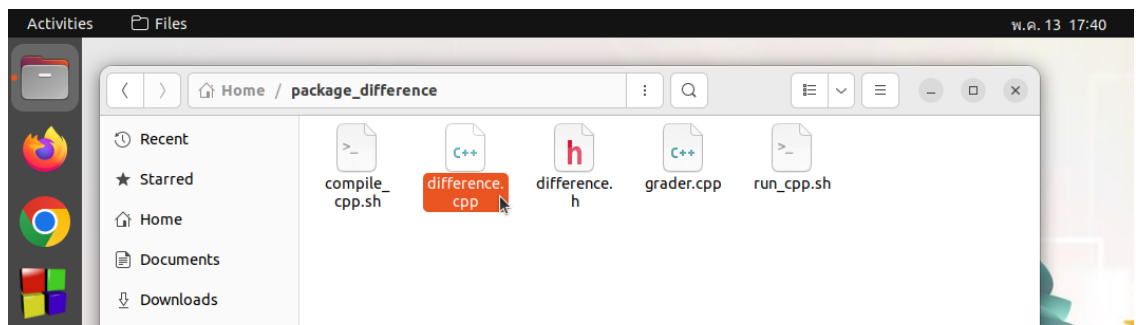 Activities Files พ.ค. 13 17:40
Home / package_difference
Recent
Starred
Home
Documents
Downloads
>_
compile_
cpp.sh
C++
difference.
cpp
h
difference.
h
C++
grader.cpp
>_
run_cpp.sh